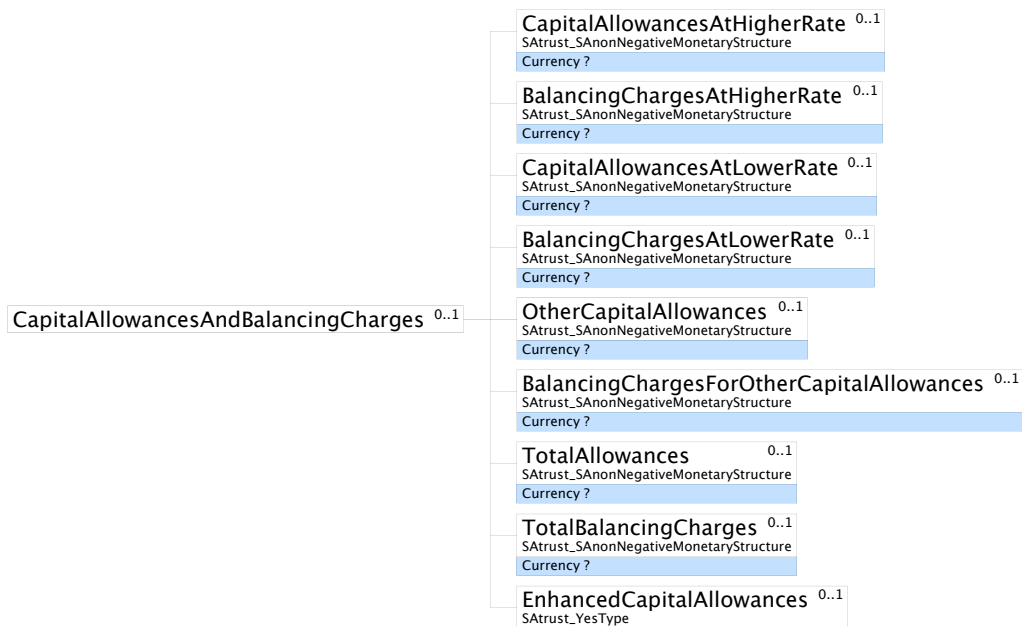 CapitalAllowancesAtHigherRate 0..1
SAtrust_SAnonNegativeMonetaryStructure
Currency ?
BalancingChargesAtHigherRate 0..1
SAtrust_SAnonNegativeMonetaryStructure
Currency ?
CapitalAllowancesAtLowerRate 0..1
SAtrust_SAnonNegativeMonetaryStructure
Currency ?
BalancingChargesAtLowerRate 0..1
SAtrust_SAnonNegativeMonetaryStructure
Currency ?
CapitalAllowancesAndBalancingCharges 0..1
OtherCapitalAllowances 0..1
SAtrust_SAnonNegativeMonetaryStructure
Currency ?
BalancingChargesForOtherCapitalAllowances 0..1
SAtrust_SAnonNegativeMonetaryStructure
Currency ?
TotalAllowances 0..1
SAtrust_SAnonNegativeMonetaryStructure
Currency ?
TotalBalancingCharges 0..1
SAtrust_SAnonNegativeMonetaryStructure
Currency ?
EnhancedCapitalAllowances 0..1
SAtrust_YesType